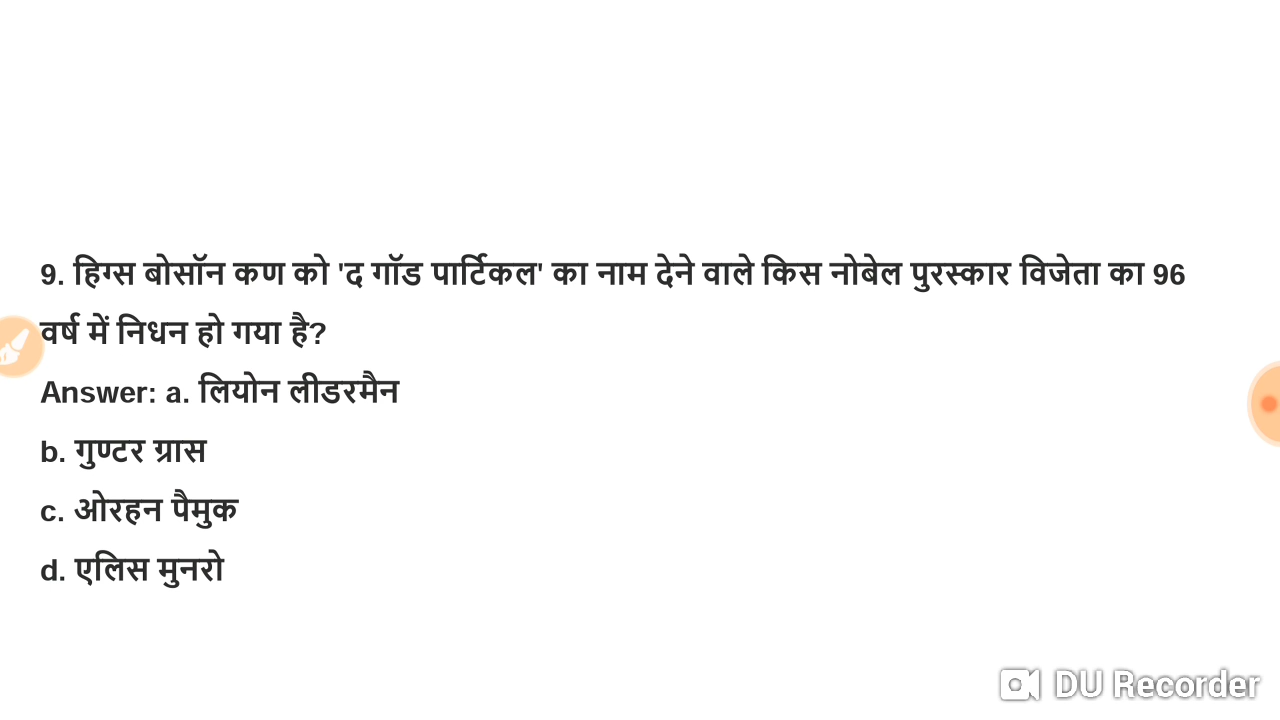 9. हिग्स बोसॉन कण को 'द गॉड पार्टिकल' का नाम देने वाले किस नोबेल पुरस्कार विजेता का 96
वर्ष में निधन हो गया है?
Answer: a. लियोन लीडरमैन
b. गुण्टर ग्रास
c. ओरहन पैमुक
d. एलिस मुनरो
DU Recorder